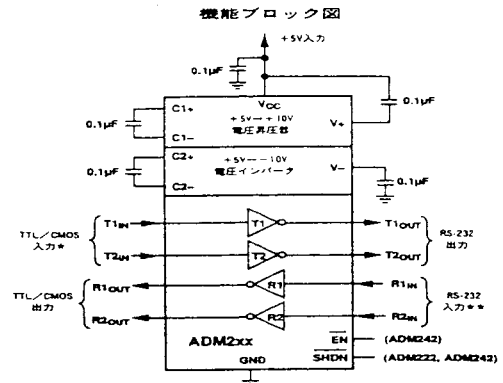 機能ブロック図
+5V入力
0.1μF
0.1μF
C1+
VCC
0.1μF
+5V→+10V
電圧昇圧器
V+
C1−
C2+
+5V→−10V
電圧インバータ
V−
0.1μF
C2−
0.1μF
T1IN
T1
T1OUT
TTL/CMOS
入力*
RS-232
出力
T2IN
T2
T2OUT
R1OUT
R1
R1IN
TTL/CMOS
出力
RS-232
入力**
R2OUT
R2
R2IN
ADM2xx
EN
(ADM242)
GND
SHDN
(ADM222, ADM242)